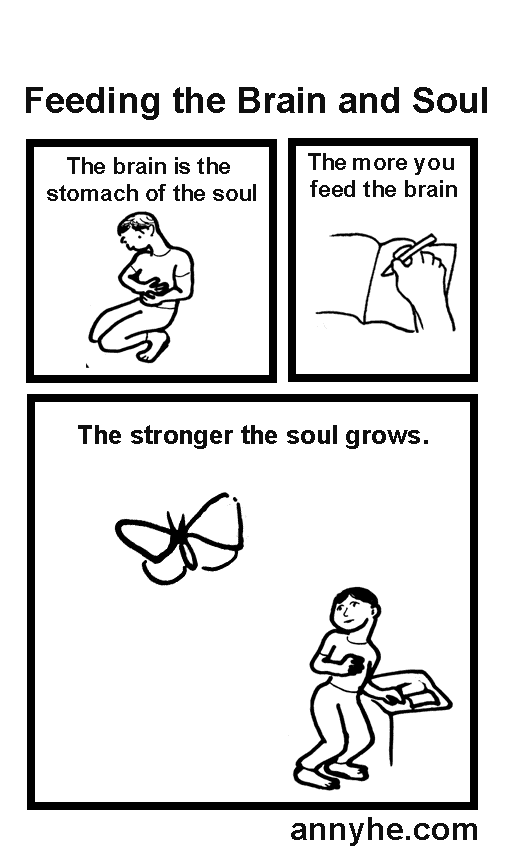 Feeding the Brain and Soul
The brain is the
stomach of the soul
The more you
feed the brain
The stronger the soul grows.
annyhe.com